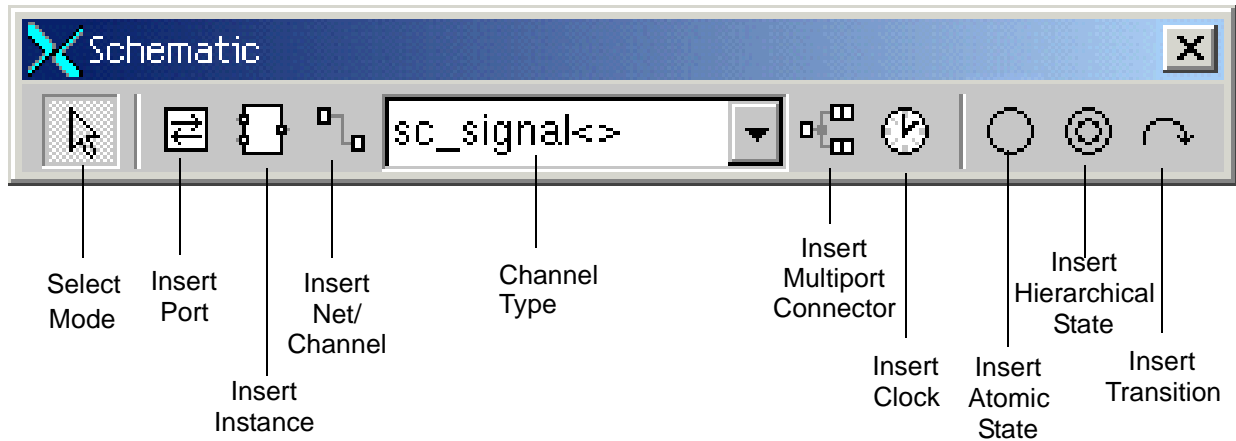 Schematic
sc_signal<>
Select
Mode
Insert
Port
Insert
Instance
Insert
Net/
Channel
Channel
Type
Insert
Multiport
Connector
Insert
Clock
Insert
Atomic
State
Insert
Hierarchical
State
Insert
Transition